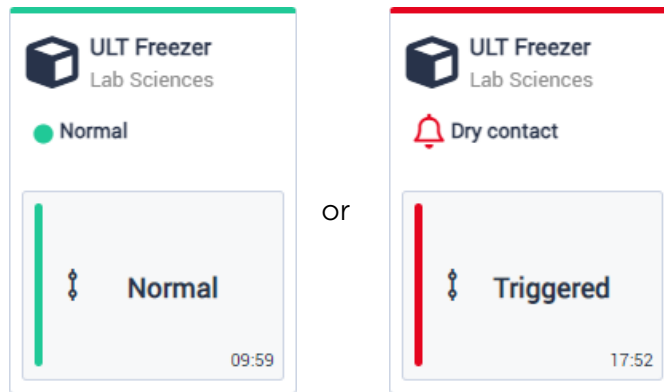 ULT Freezer
Lab Sciences
Normal
Normal
09:59
or
ULT Freezer
Lab Sciences
Dry contact
Triggered
17:52